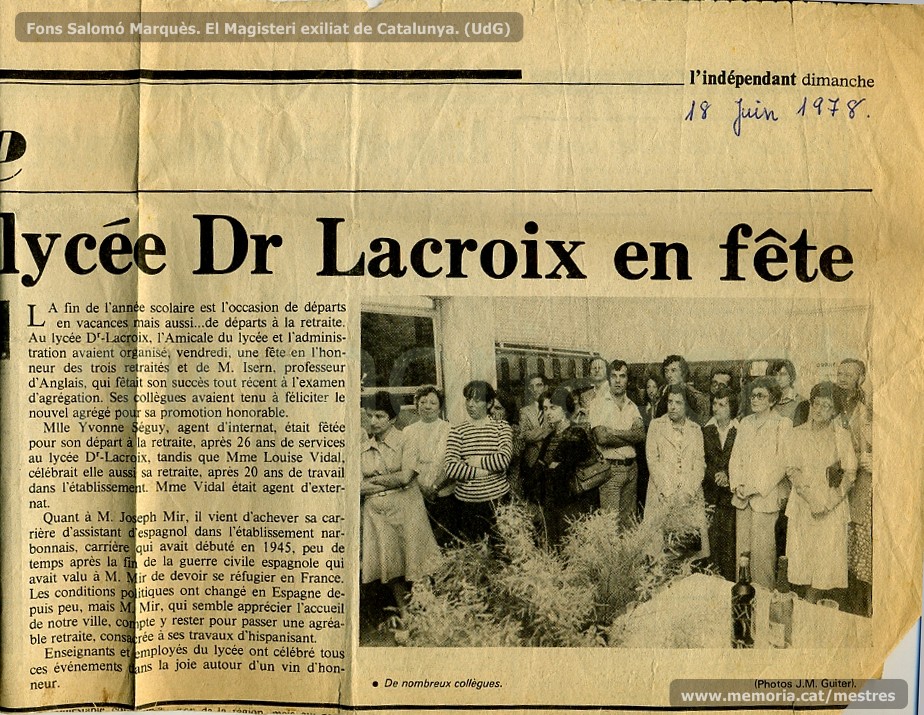 Fons Salomó Marquès. El Magisteri exiliat de Catalunya. (UdG)
l'indépendant dimanche
18 Juin 1978.
e
lycée Dr Lacroix en fête
LA fin de l'année scolaire est l'occasion de départs
en vacances mais aussi...de départs à la retraite.
Au lycée Dr-Lacroix, l'Amicale du lycée et l'adminis-
tration avaient organisé, vendredi, une fête en l'hon-
neur des trois retraités et de M. Isern, professeur
d'Anglais, qui fêtait son succès tout récent à l'examen
d'agrégation. Ses collègues avaient tenu à féliciter le
nouvel agrégé pour sa promotion honorable.
Mlle Yvonne Séguy, agent d'internat, était fêtée
pour son départ à la retraite, après 26 ans de services
au lycée Dr-Lacroix, tandis que Mme Louise Vidal,
célébrait elle aussi sa retraite, après 20 ans de travail
dans l'établissement. Mme Vidal était agent d'exter-
nat.
Quant à M. Joseph Mir, il vient d'achever sa car-
rière d'assistant d'espagnol dans l'établissement nar-
bonnais, carrière qui avait débuté en 1945, peu de
temps après la fin de la guerre civile espagnole qui
avait valu à M. Mir de devoir se réfugier en France.
Les conditions politiques ont changé en Espagne de-
puis peu, mais M. Mir, qui semble apprécier l'accueil
de notre ville, compte y rester pour passer une agréa-
ble retraite, consacrée à ses travaux d'hispanisant.
Enseignants et employés du lycée ont célébré tous
ces événements dans la joie autour d'un vin d'hon-
neur.
• De nombreux collègues.
(Photos J.M. Guiter).
www.memoria.cat/mestres